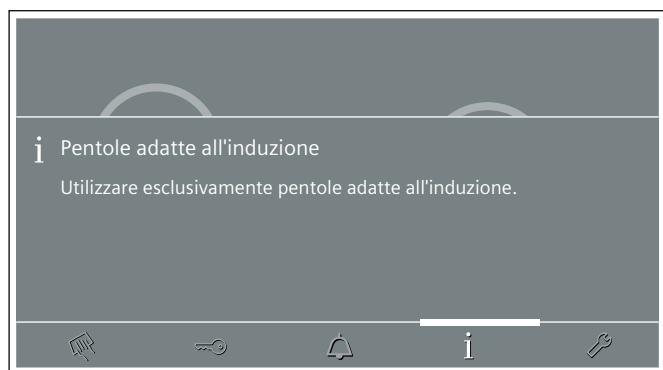 i Pentole adatte all'induzione
Utilizzare esclusivamente pentole adatte all'induzione.
i